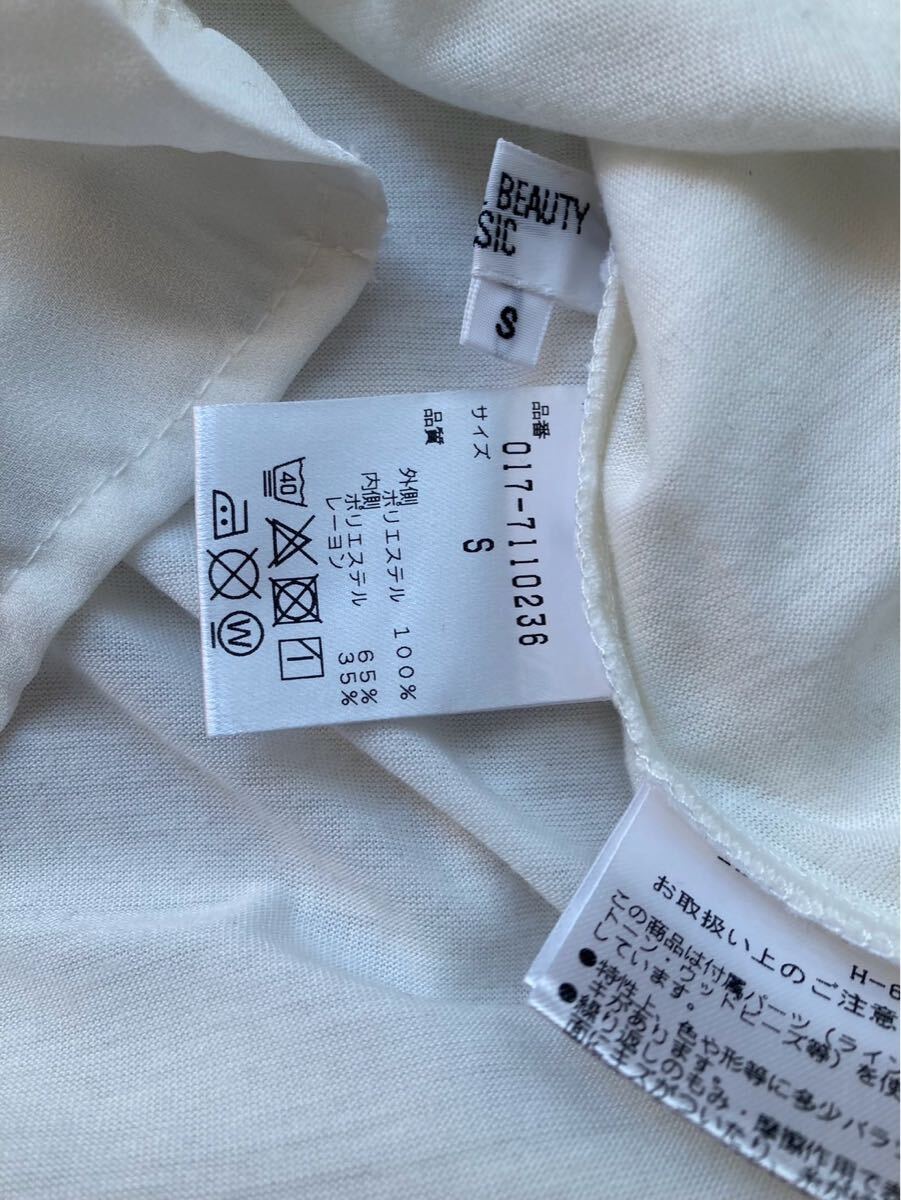 BEAUTY
SIC
S
品番
017-7110236
サイズ
S
品質
外側
ポリエステル 100%
内側
ポリエステル 65%
レーヨン 35%
40
W
お取扱い上のご注意 H-6
この商品は付属パーツ(ライン
トーン・ウッドビーズ等)を使
しています。
●特性上、色や形等に多少バラツ
キがあります。
●繰り返しのもみ・摩擦作用で表
面にキズがついたり、